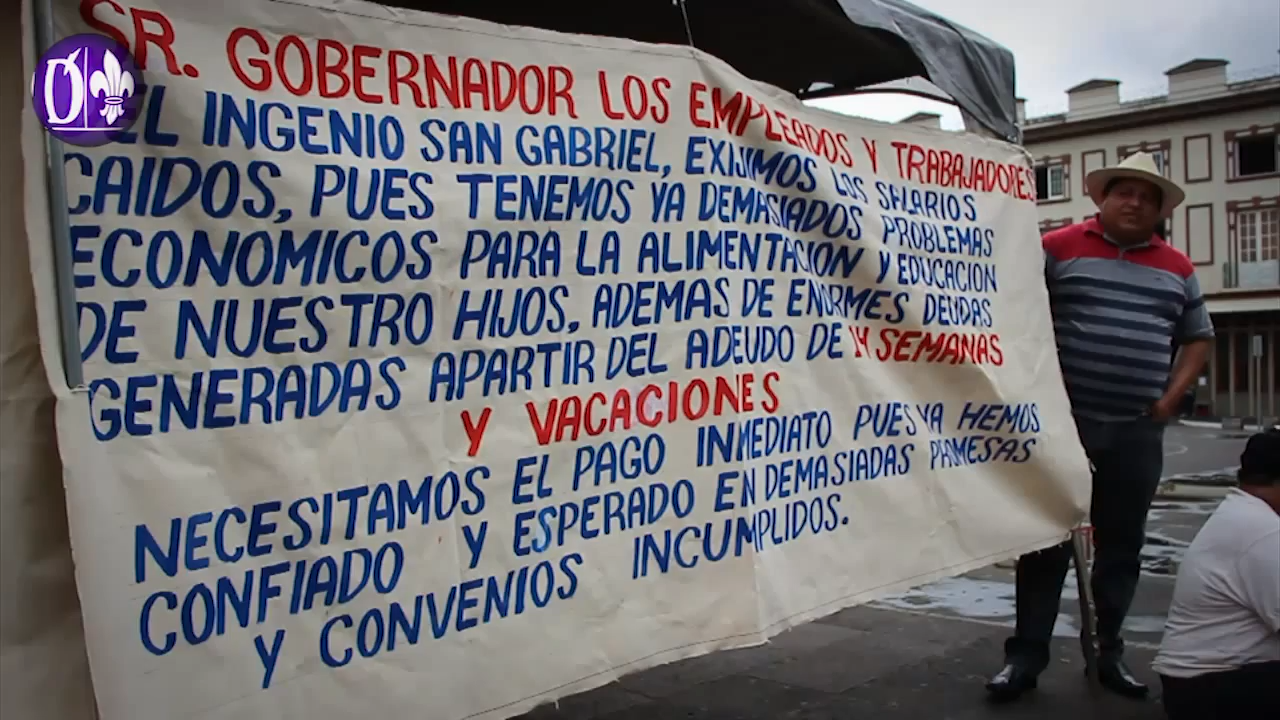 SR. GOBERNADOR LOS EMPLEADOS Y TRABAJADORES
DEL INGENIO SAN GABRIEL, EXIJIMOS LOS SALARIOS
CAIDOS, PUES TENEMOS YA DEMASIADOS PROBLEMAS
ECONOMICOS PARA LA ALIMENTACION Y EDUCACION
DE NUESTRO HIJOS, ADEMAS DE ENORMES DEUDAS
GENERADAS APARTIR DEL ADEUDO DE 14 SEMANAS
Y VACACIONES
NECESITAMOS EL PAGO INMEDIATO PUES YA HEMOS
CONFIADO Y ESPERADO EN DEMASIADAS PROMESAS
Y CONVENIOS INCUMPLIDOS.